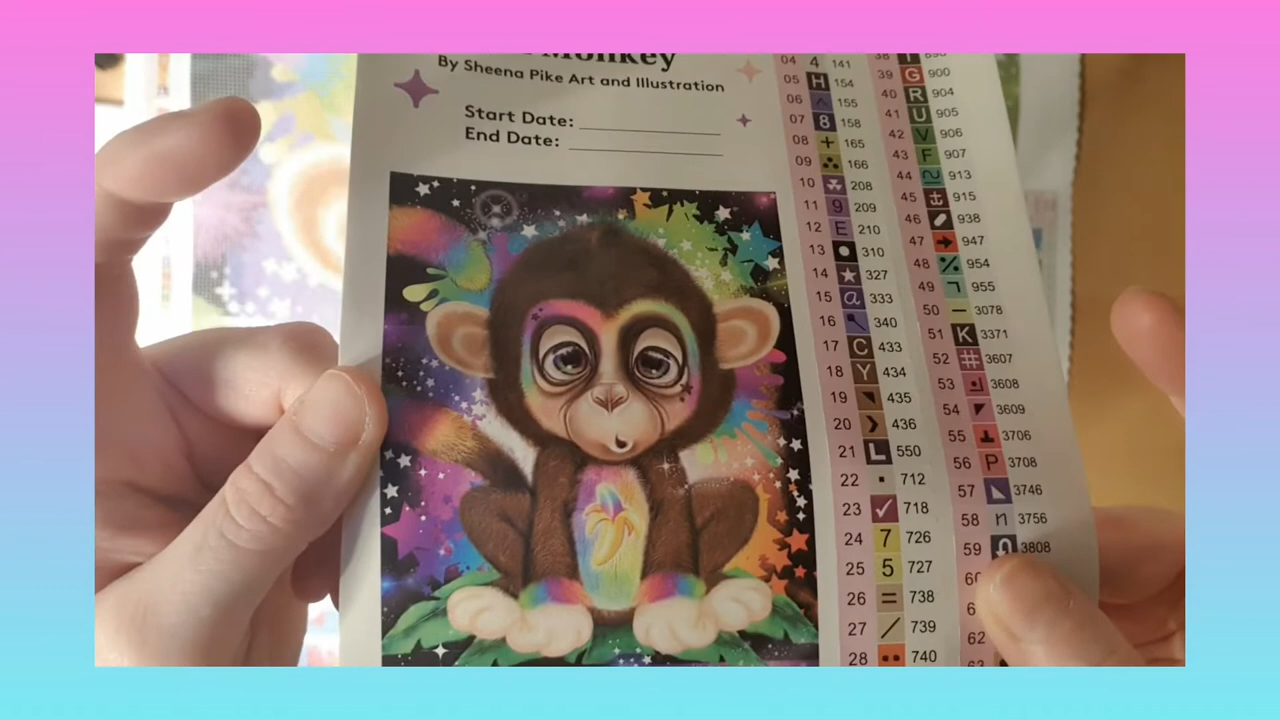 Monkey
By Sheena Pike Art and Illustration
Start Date:
End Date:
04 4 141
05 H 154
06 155
07 8 158
08 + 165
09 166
10 208
11 9 209
12 E 210
13 310
14 ★ 327
15 a 333
16 340
17 C 433
18 Y 434
19 435
20 436
21 L 550
22 712
23 ✓ 718
24 7 726
25 5 727
26 = 738
27 / 739
28 740
38
39 G 900
40 R 904
41 U 905
42 V 906
43 F 907
44 913
45 915
46 938
47 947
48 954
49 955
50 – 3078
51 K 3371
52 # 3607
53 3608
54 3609
55 3706
56 P 3708
57 3746
58 n 3756
59 3808
62